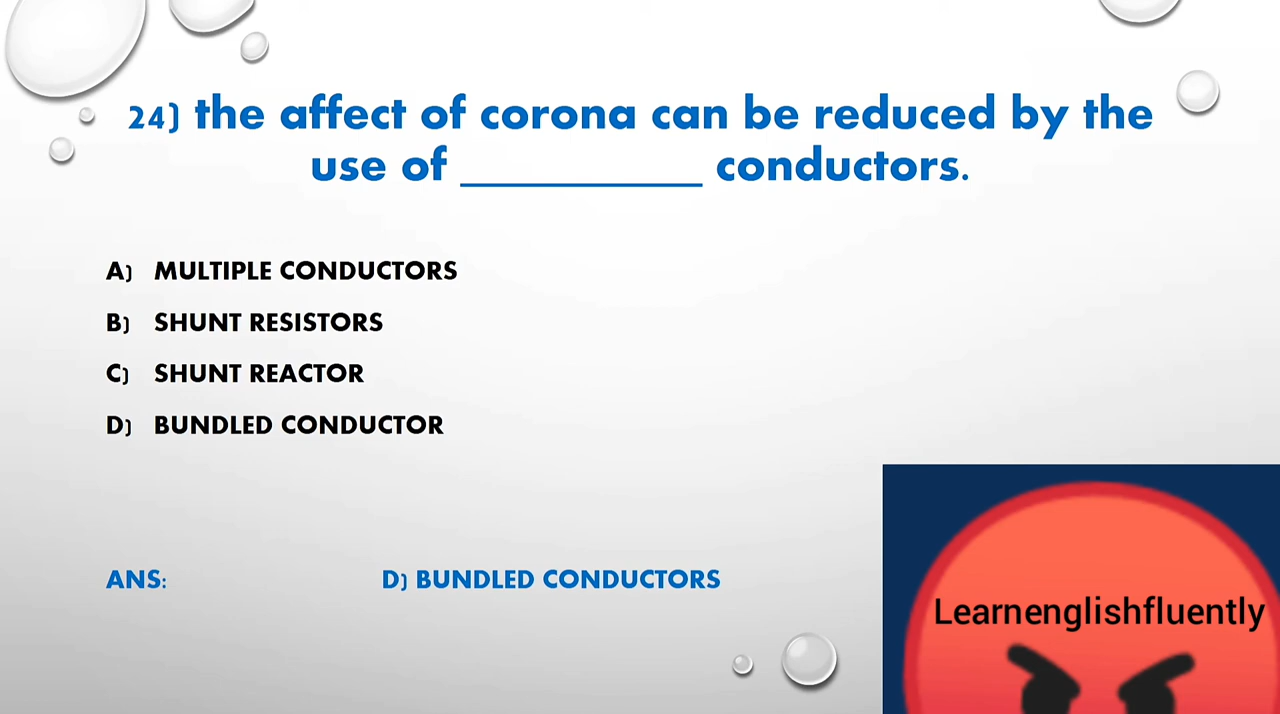 24) the affect of corona can be reduced by the
use of __________ conductors.
A) MULTIPLE CONDUCTORS
B) SHUNT RESISTORS
C) SHUNT REACTOR
D) BUNDLED CONDUCTOR
ANS: D) BUNDLED CONDUCTORS
Learnenglishfluently